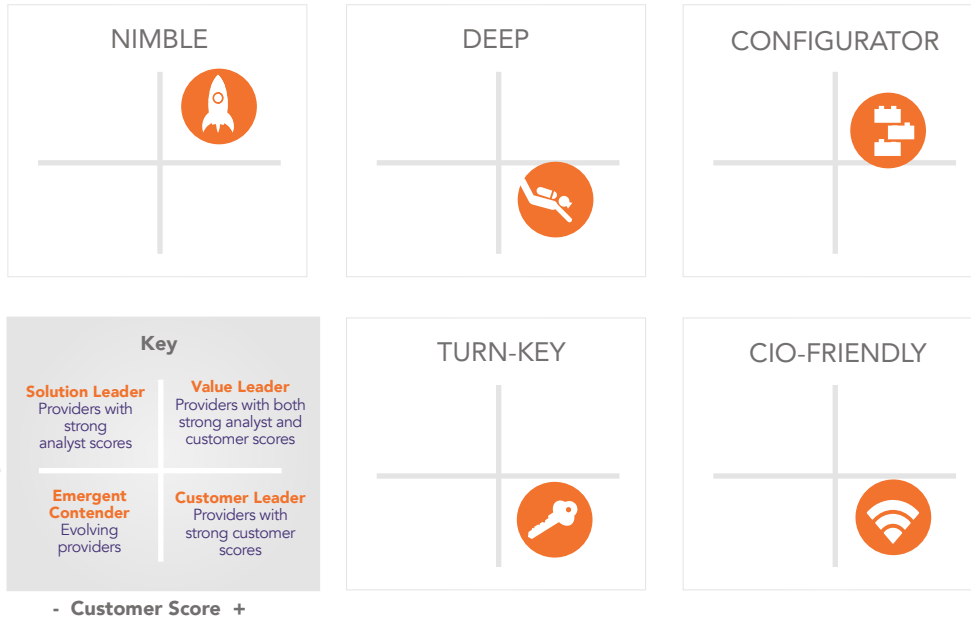 NIMBLE
DEEP
CONFIGURATOR
Key
Solution Leader
Providers with
strong
analyst scores
Value Leader
Providers with both
strong analyst and
customer scores
Emergent
Contender
Evolving
providers
Customer Leader
Providers with
strong customer
scores
- Customer Score +
TURN-KEY
CIO-FRIENDLY